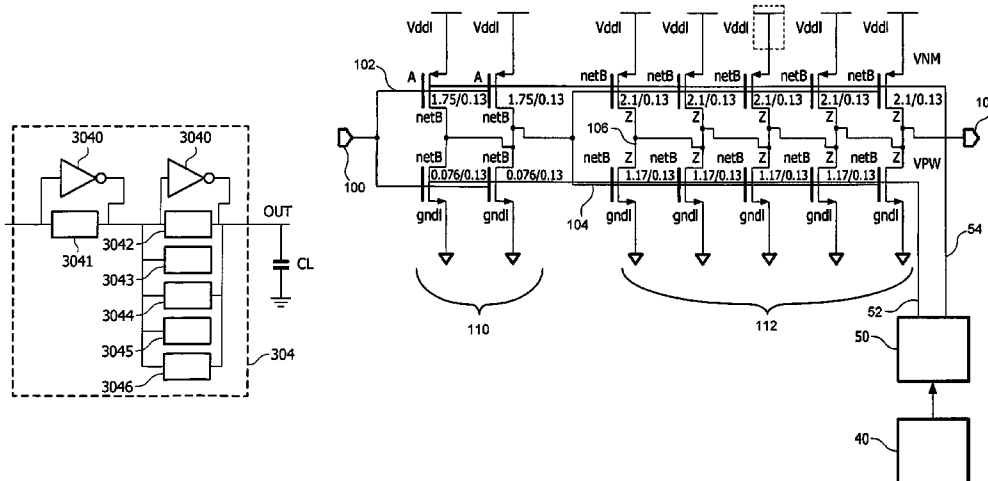 Vddl Vddl Vddl Vddl Vddl Vddl Vddl
102 A A netB netB netB netB netB VNM
1.75/0.13 1.75/0.13 2.1/0.13 2.1/0.13 2.1/0.13 2.1/0.13 2.1/0.13
netB netB Z Z Z Z Z
106
100
netB netB Z Z Z Z Z VPW
netB netB netB netB netB
0.076/0.13 0.076/0.13 1.17/0.13 1.17/0.13 1.17/0.13 1.17/0.13 1.17/0.13
104
gndl gndl gndl gndl gndl gndl gndl
54
110 112 52
50
40
3040 3040
OUT
3041 3042
3043
CL
3044
3045
304
3046